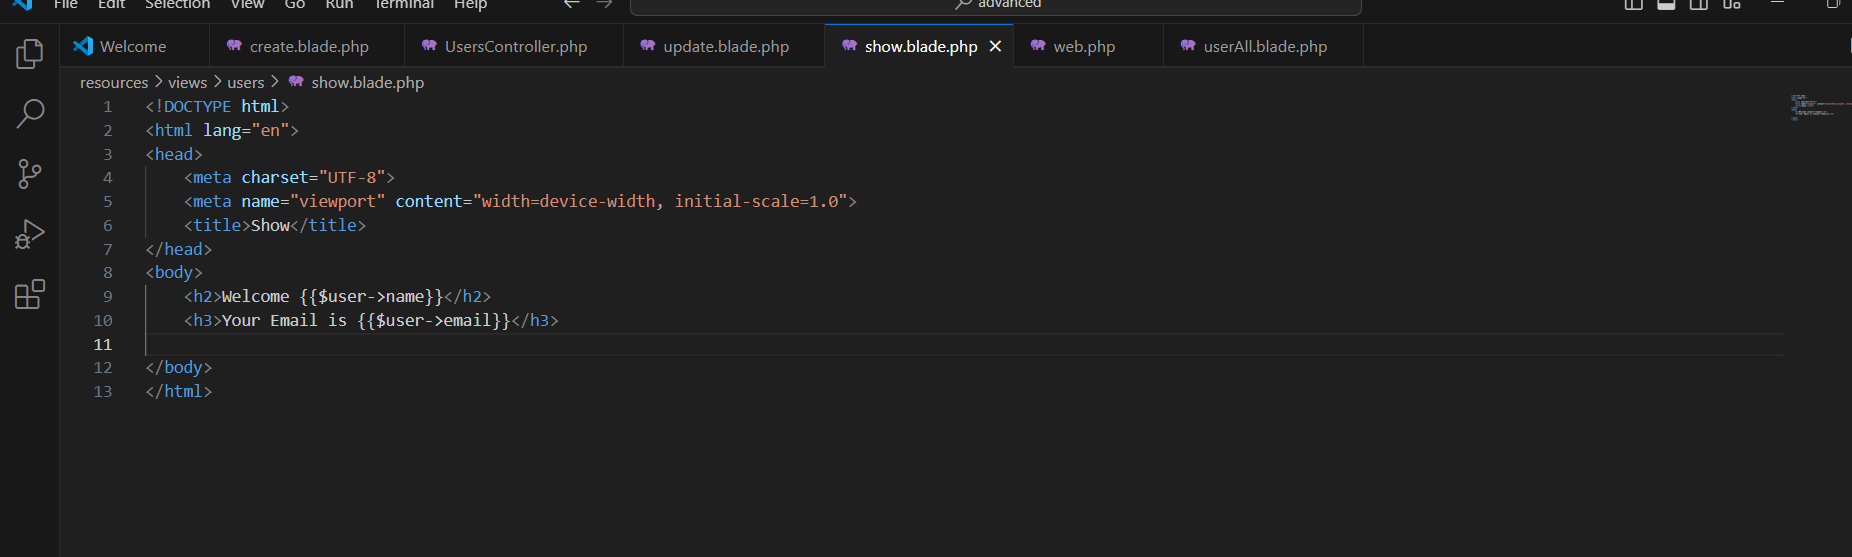 File Edit Selection View Go Run Terminal Help advanced
Welcome create.blade.php UsersController.php update.blade.php show.blade.php web.php userAll.blade.php
resources > views > users > show.blade.php
1 <!DOCTYPE html>
2 <html lang="en">
3 <head>
4 <meta charset="UTF-8">
5 <meta name="viewport" content="width=device-width, initial-scale=1.0">
6 <title>Show</title>
7 </head>
8 <body>
9 <h2>Welcome {{$user->name}}</h2>
10 <h3>Your Email is {{$user->email}}</h3>
11
12 </body>
13 </html>